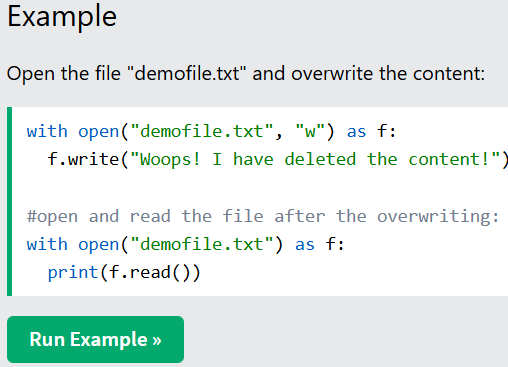 Example
Open the file "demofile.txt" and overwrite the content:
with open("demofile.txt", "w") as f:
  f.write("Woops! I have deleted the content!")
#open and read the file after the overwriting:
with open("demofile.txt") as f:
  print(f.read())
Run Example »